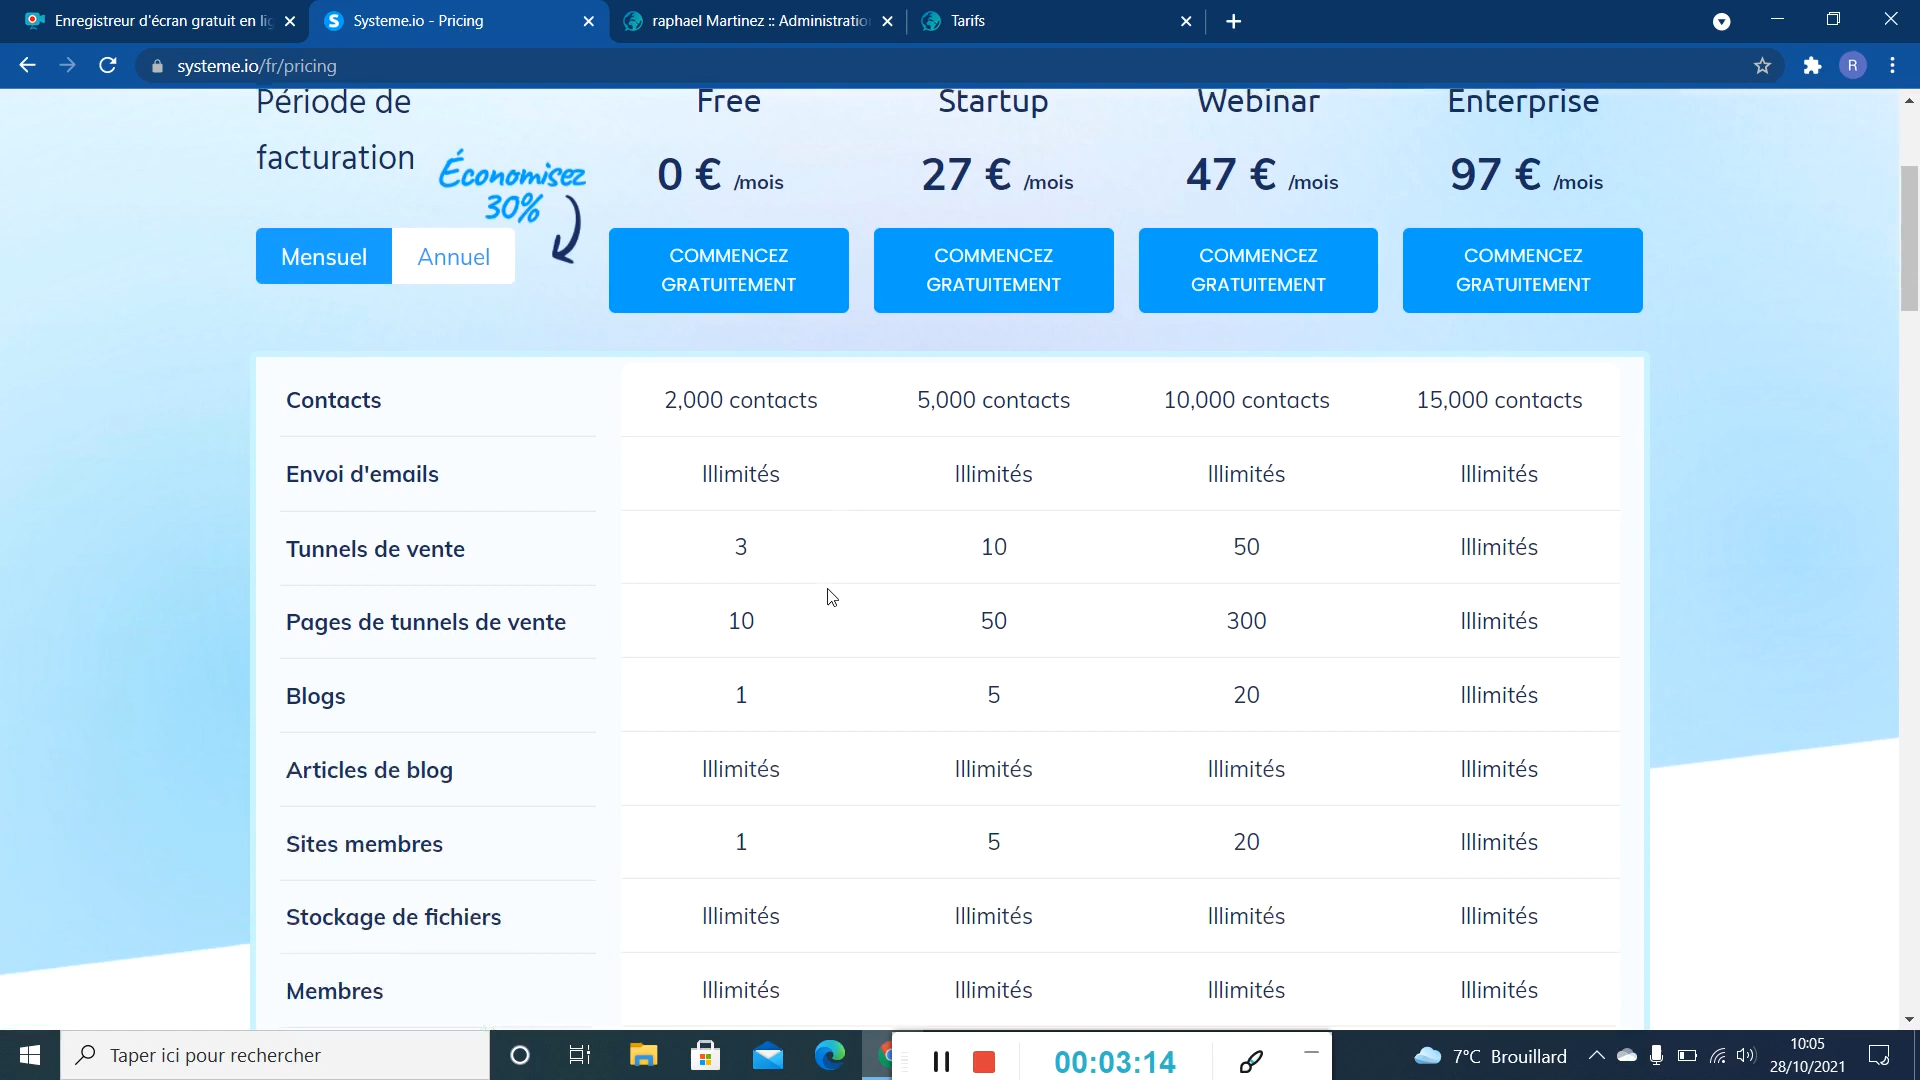 Enregistreur d'écran gratuit en lig
Systeme.io - Pricing
raphael Martinez :: Administratio
Tarifs
systeme.io/fr/pricing
R
Période de facturation
Économisez 30%
Mensuel Annuel
Free Startup Webinar Enterprise
0 € /mois 27 € /mois 47 € /mois 97 € /mois
COMMENCEZ GRATUITEMENT COMMENCEZ GRATUITEMENT COMMENCEZ GRATUITEMENT COMMENCEZ GRATUITEMENT
Contacts 2,000 contacts 5,000 contacts 10,000 contacts 15,000 contacts
Envoi d'emails Illimités Illimités Illimités Illimités
Tunnels de vente 3 10 50 Illimités
Pages de tunnels de vente 10 50 300 Illimités
Blogs 1 5 20 Illimités
Articles de blog Illimités Illimités Illimités Illimités
Sites membres 1 5 20 Illimités
Stockage de fichiers Illimités Illimités Illimités Illimités
Membres Illimités Illimités Illimités Illimités
Taper ici pour rechercher
00:03:14
7°C Brouillard
10:05
28/10/2021